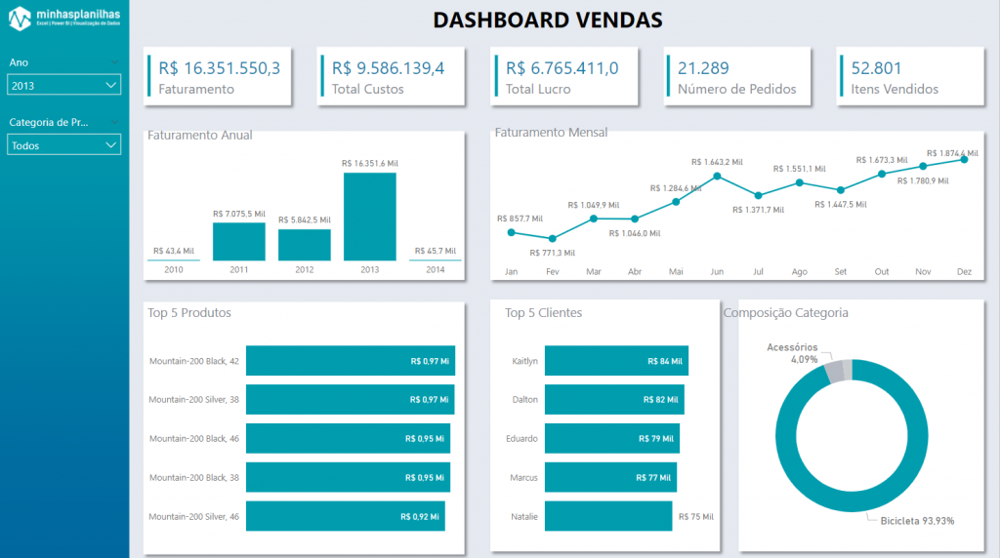 minhasplanilhas
Excel | Power BI | Visualização de Dados
DASHBOARD VENDAS
Ano
2013
Categoria de Pr...
Todos
R$ 16.351.550,3
Faturamento
R$ 9.586.139,4
Total Custos
R$ 6.765.411,0
Total Lucro
21.289
Número de Pedidos
52.801
Itens Vendidos
Faturamento Anual
R$ 43,4 Mil
R$ 7.075,5 Mil
R$ 5.842,5 Mil
R$ 16.351,6 Mil
R$ 45,7 Mil
2010 2011 2012 2013 2014
Faturamento Mensal
R$ 857,7 Mil
R$ 771,3 Mil
R$ 1.049,9 Mil
R$ 1.046,0 Mil
R$ 1.284,6 Mil
R$ 1.643,2 Mil
R$ 1.371,7 Mil
R$ 1.551,1 Mil
R$ 1.447,5 Mil
R$ 1.673,3 Mil
R$ 1.780,9 Mil
R$ 1.874,4 Mil
Jan Fev Mar Abr Mai Jun Jul Ago Set Out Nov Dez
Top 5 Produtos
Mountain-200 Black, 42 R$ 0,97 Mi
Mountain-200 Silver, 38 R$ 0,97 Mi
Mountain-200 Black, 46 R$ 0,95 Mi
Mountain-200 Black, 38 R$ 0,95 Mi
Mountain-200 Silver, 46 R$ 0,92 Mi
Top 5 Clientes
Kaitlyn R$ 84 Mil
Dalton R$ 82 Mil
Eduardo R$ 79 Mil
Marcus R$ 77 Mil
Natalie R$ 75 Mil
Composição Categoria
Acessórios
4,09%
Bicicleta 93,93%